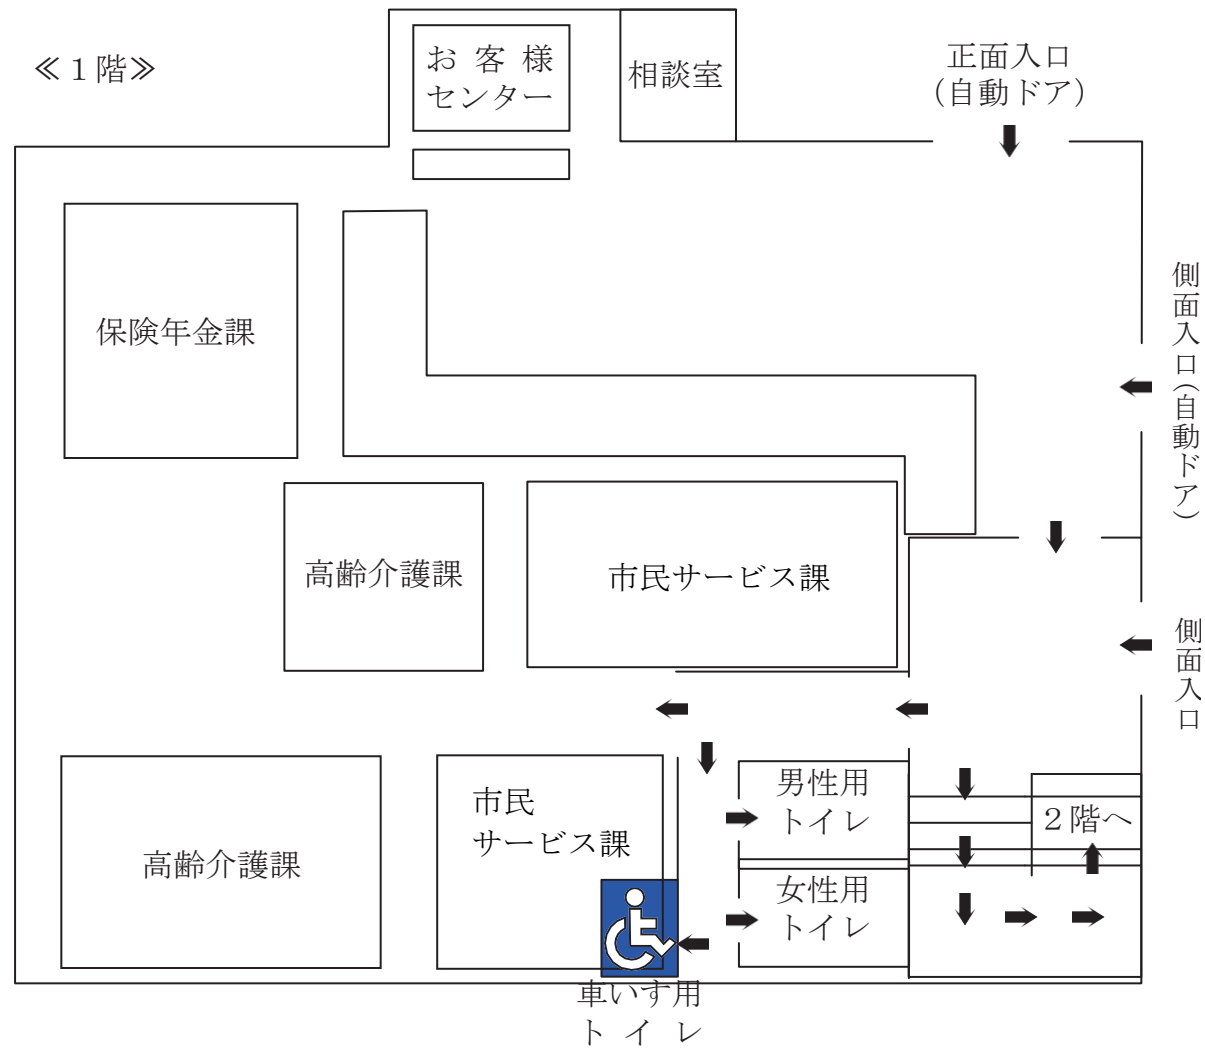 ≪１階≫
お客様
センター
相談室
正面入口
（自動ドア）
側面入口（自動ドア）
保険年金課
高齢介護課
市民サービス課
側面入口
高齢介護課
市民
サービス課
男性用
トイレ
２階へ
女性用
トイレ
車いす用
トイレ